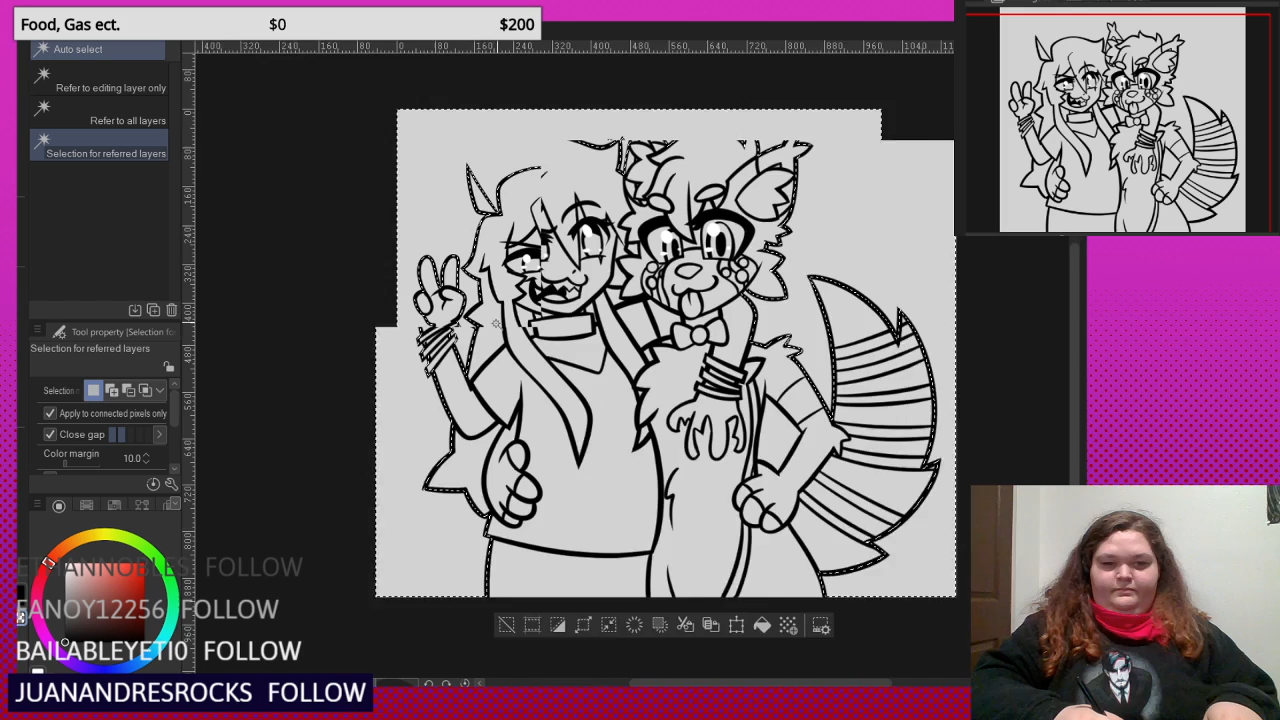 Food, Gas ect. $0 $200
Auto select
Refer to editing layer only
Refer to all layers
Selection for referred layers
Tool property [Selection fo
Selection for referred layers
Selection
Apply to connected pixels only
Close gap
Color margin 10.0
FOLLOW
FANOY12256 FOLLOW
BAILABLEYETI0 FOLLOW
JUANANDRESROCKS FOLLOW